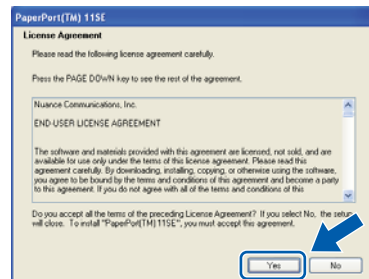 PaperPort(TM) 11SE
License Agreement
Please read the following license agreement carefully.
Press the PAGE DOWN key to see the rest of the agreement.
Nuance Communications, Inc.
END-USER LICENSE AGREEMENT
The software and materials provided with this agreement are licensed, not sold, and are
available for use only under the terms of this license agreement. Please read this
agreement carefully. By downloading, installing, copying, or otherwise using the software,
you agree to be bound by the terms and conditions of this agreement and become a party
to this agreement. If you do not agree with all of the terms and conditions of this
Do you accept all the terms of the preceding License Agreement? If you select No, the setup
will close. To install "PaperPort(TM) 11SE", you must accept this agreement.
Yes
No